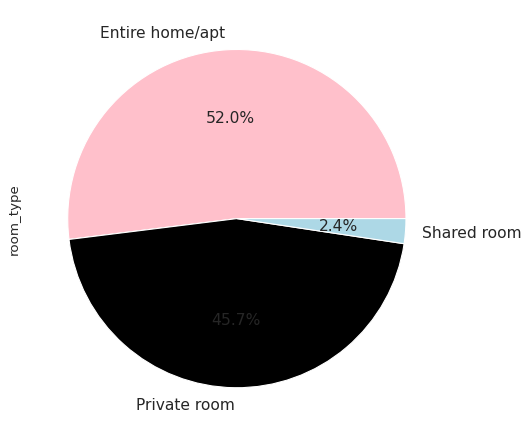 Entire home/apt
52.0%
room_type
2.4%
Shared room
45.7%
Private room